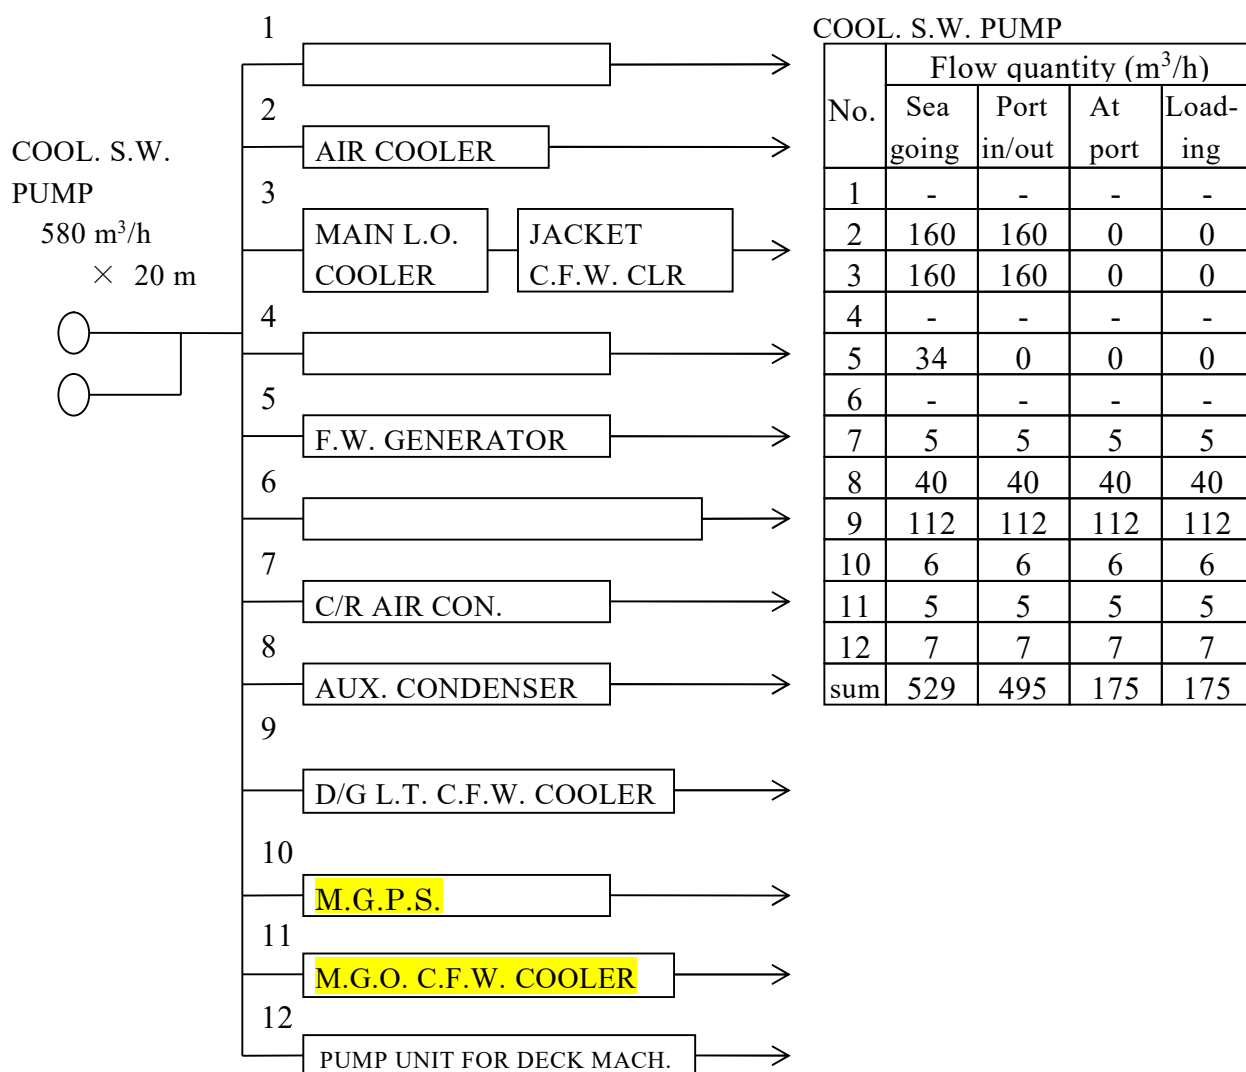 COOL. S.W.
PUMP
580 m³/h
× 20 m
1
2
AIR COOLER
3
MAIN L.O.
COOLER
JACKET
C.F.W. CLR
4
5
F.W. GENERATOR
6
7
C/R AIR CON.
8
AUX. CONDENSER
9
D/G L.T. C.F.W. COOLER
10
M.G.P.S.
11
M.G.O. C.F.W. COOLER
12
PUMP UNIT FOR DECK MACH.
COOL. S.W. PUMP
No. Flow quantity (m³/h)
Sea Port At Load-
going in/out port ing
1 - - - -
2 160 160 0 0
3 160 160 0 0
4 - - - -
5 34 0 0 0
6 - - - -
7 5 5 5 5
8 40 40 40 40
9 112 112 112 112
10 6 6 6 6
11 5 5 5 5
12 7 7 7 7
sum 529 495 175 175